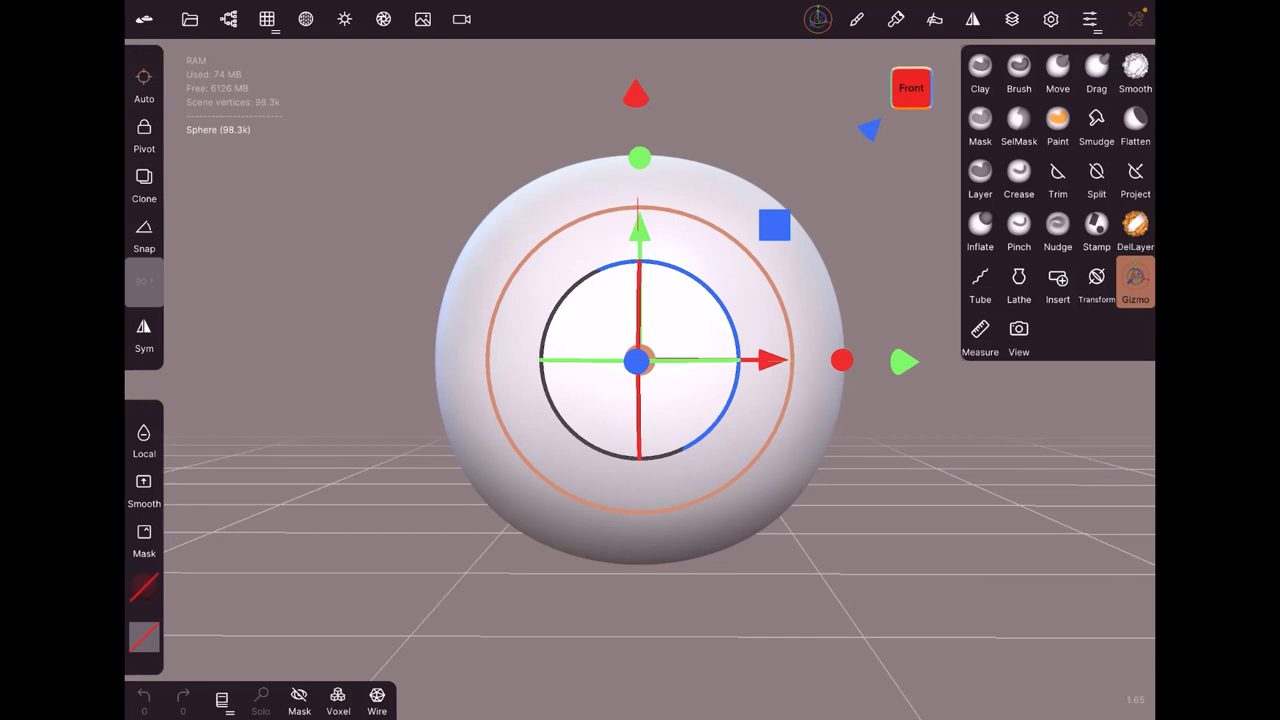 RAM
Used: 74 MB
Free: 6126 MB
Scene vertices: 98.3k
--------------------
Sphere (98.3k)
Auto
Pivot
Clone
Snap
90 °
Sym
Local
Smooth
Mask
Front
Clay Brush Move Drag Smooth
Mask SelMask Paint Smudge Flatten
Layer Crease Trim Split Project
Inflate Pinch Nudge Stamp DelLayer
Tube Lathe Insert Transform Gizmo
Measure View
0 0 Solo Mask Voxel Wire
1.65